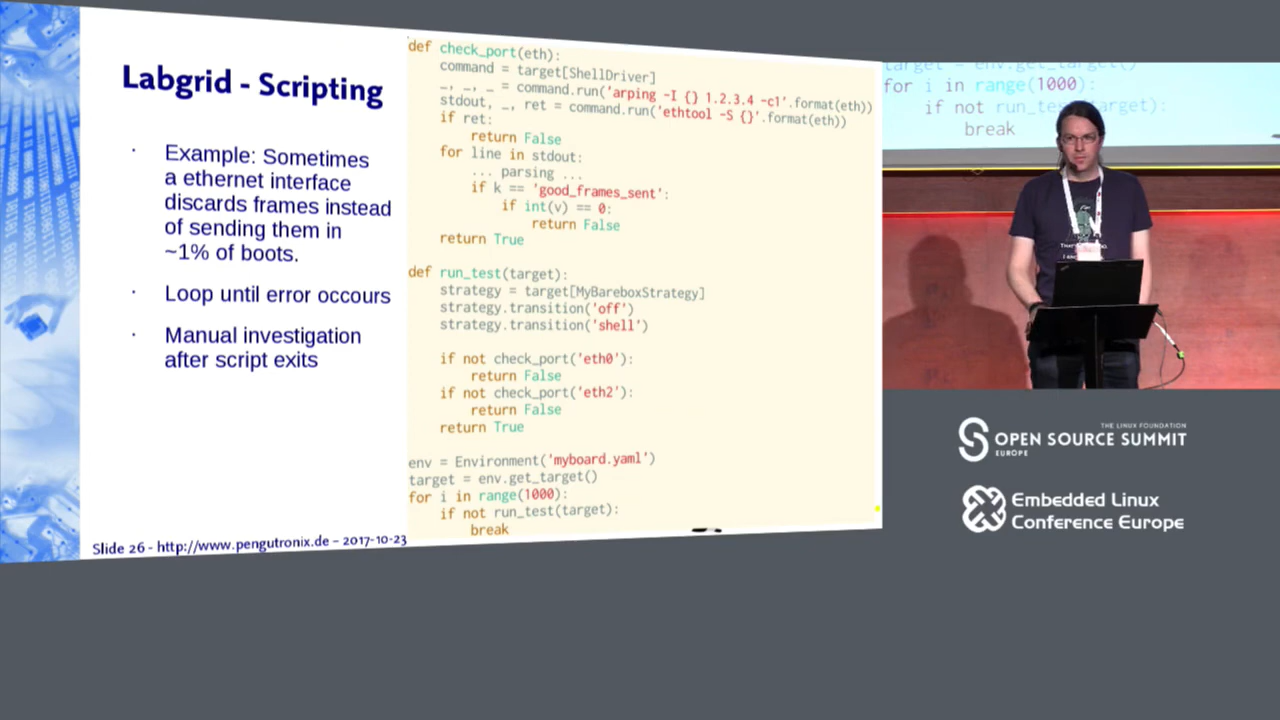 Labgrid - Scripting
· Example: Sometimes
a ethernet interface
discards frames instead
of sending them in
~1% of boots.
· Loop until error occours
· Manual investigation
after script exits
Slide 26 - http://www.pengutronix.de - 2017-10-23
def check_port(eth):
    command = target[ShellDriver]
    _, _, _ = command.run('arping -I {} 1.2.3.4 -c1'.format(eth))
    stdout, _, ret = command.run('ethtool -S {}'.format(eth))
    if ret:
        return False
    for line in stdout:
        ... parsing ...
        if k == 'good_frames_sent':
            if int(v) == 0:
                return False
    return True
def run_test(target):
    strategy = target[MyBareboxStrategy]
    strategy.transition('off')
    strategy.transition('shell')
    if not check_port('eth0'):
        return False
    if not check_port('eth2'):
        return False
    return True
env = Environment('myboard.yaml')
target = env.get_target()
for i in range(1000):
    if not run_test(target):
        break
target = env.get_target()
for i in range(1000):
    if not run_test(target):
        break
THE LINUX FOUNDATION
OPEN SOURCE SUMMIT
EUROPE
Embedded Linux
Conference Europe